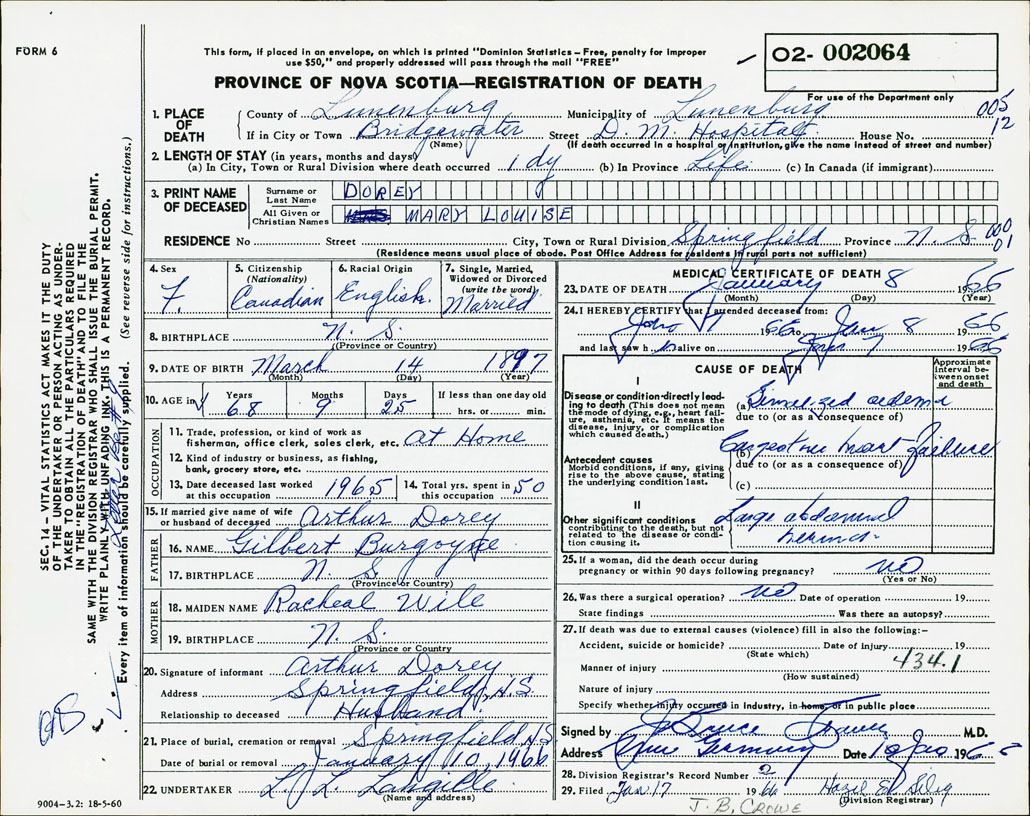 FORM 6
This form, if placed in an envelope, on which is printed "Dominion Statistics – Free, penalty for improper
use $50," and properly addressed will pass through the mail "FREE"
O2- 002064
PROVINCE OF NOVA SCOTIA—REGISTRATION OF DEATH
For use of the Department only
005
12
1. PLACE OF DEATH
County of Lunenburg Municipality of Lunenburg
If in City or Town Bridgewater Street D. M. Hospital House No.
(Name) (If death occurred in a hospital or institution, give the name instead of street and number)
2. LENGTH OF STAY (in years, months and days)
(a) In City, Town or Rural Division where death occurred 1 dy (b) In Province Life (c) In Canada (if immigrant)
3. PRINT NAME OF DECEASED
Surname or Last Name DOREY
All Given or Christian Names MARY LOUISE
RESIDENCE No Street City, Town or Rural Division Springfield Province N. S. 000
01
(Residence means usual place of abode. Post Office Address for residents in rural parts not sufficient)
4. Sex F.
5. Citizenship (Nationality) Canadian
6. Racial Origin English.
7. Single, Married, Widowed or Divorced (write the word) Married
8. BIRTHPLACE N. S.
(Province or Country)
9. DATE OF BIRTH March 14 1897
(Month) (Day) (Year)
10. AGE in Years 68 Months 9 Days 25 If less than one day old hrs. or min.
OCCUPATION
11. Trade, profession, or kind of work as
fisherman, office clerk, sales clerk, etc. At Home
12. Kind of industry or business, as fishing,
bank, grocery store, etc.
13. Date deceased last worked at this occupation 1965 14. Total yrs. spent in this occupation 50
15. If married give name of wife or husband of deceased Arthur Dorey
FATHER
16. NAME Gilbert Burgoyne
17. BIRTHPLACE N. S.
(Province or Country)
MOTHER
18. MAIDEN NAME Racheal Wile
19. BIRTHPLACE N. S.
(Province or Country)
20. Signature of informant Arthur Dorey
Address Springfield, N.S.
Relationship to deceased Husband.
21. Place of burial, cremation or removal Springfield N.S.
Date of burial or removal January 10, 1966
22. UNDERTAKER L. L. Langille
(Name and address)
MEDICAL CERTIFICATE OF DEATH
23. DATE OF DEATH January 8 1966
(Month) (Day) (Year)
24. I HEREBY CERTIFY that I attended deceased from:
1966 Jan 8 1966
and last saw h alive on Jan 7 1966
CAUSE OF DEATH
Approximate interval between onset and death
I
Disease or condition directly leading to death (This does not mean the mode of dying, e.g., heart failure, asthenia, etc. It means the disease, injury, or complication which caused death.)
(a) oedema
due to (or as a consequence of)
Antecedent causes
Morbid conditions, if any, giving rise to the above cause, stating the underlying condition last.
(b) Congestive heart failure
due to (or as a consequence of)
(c)
II
Other significant conditions contributing to the death, but not related to the disease or condition causing it.
Large abdominal
hernia.
25. If a woman, did the death occur during
pregnancy or within 90 days following pregnancy? no
(Yes or No)
26. Was there a surgical operation? no Date of operation 19
State findings Was there an autopsy?
27. If death was due to external causes (violence) fill in also the following:–
Accident, suicide or homicide? Date of injury 19
(State which)
434.1
Manner of injury
(How sustained)
Nature of injury
Specify whether injury occurred in industry, in home, or in public place
Signed by J Bruce Crowe M.D.
Address Date 10 Jan 196
28. Division Registrar's Record Number 2
29. Filed Jan 17 1966
(Division Registrar)
J. B. CROWE
SEC. 14 – VITAL STATISTICS ACT MAKES IT THE DUTY
OF THE UNDERTAKER OR PERSON ACTING AS UNDER-
TAKER TO OBTAIN ALL THE PARTICULARS REQUIRED
IN THE "REGISTRATION OF DEATH" AND TO FILE THE
SAME WITH THE DIVISION REGISTRAR WHO SHALL ISSUE THE BURIAL PERMIT.
WRITE PLAINLY WITH UNFADING INK. THIS IS A PERMANENT RECORD.
Every item of information should be carefully supplied. (See reverse side for instructions.)
9004–3.2: 18-5-60